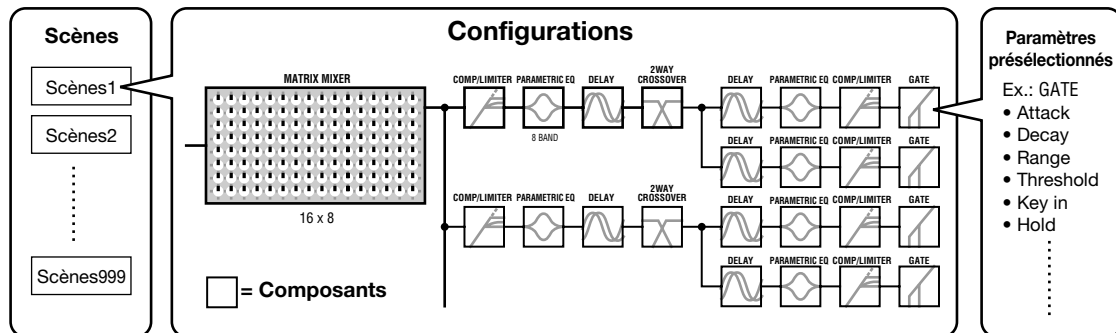 Scènes
Scènes1
Scènes2
Scènes999
Configurations
MATRIX MIXER
16 x 8
COMP/LIMITER PARAMETRIC EQ DELAY 2WAY CROSSOVER DELAY PARAMETRIC EQ COMP/LIMITER GATE
8 BAND
DELAY PARAMETRIC EQ COMP/LIMITER GATE
COMP/LIMITER PARAMETRIC EQ DELAY 2WAY CROSSOVER DELAY PARAMETRIC EQ COMP/LIMITER GATE
DELAY PARAMETRIC EQ COMP/LIMITER GATE
= Composants
Paramètres
présélectionnés
Ex.: GATE
• Attack
• Decay
• Range
• Threshold
• Key in
• Hold